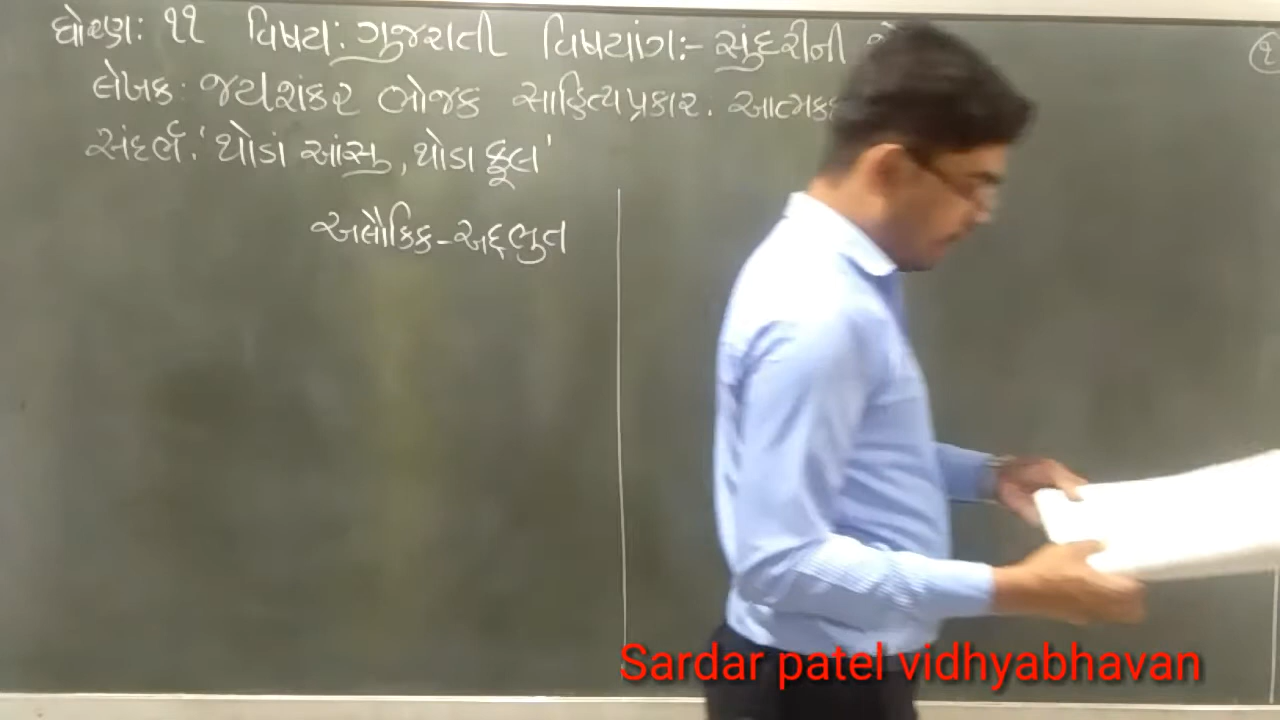 ધોરણ: ૧૧ વિષય: ગુજરાતી વિષયાંગ:- સુંદરીની
૧
લેખક: જયશંકર ભોજક સાહિત્યપ્રકાર. આત્મક
સંદર્ભ. 'થોડાં આંસુ, થોડા ફૂલ'
અલૌકિક - અદ્ભુત
Sardar patel vidhyabhavan